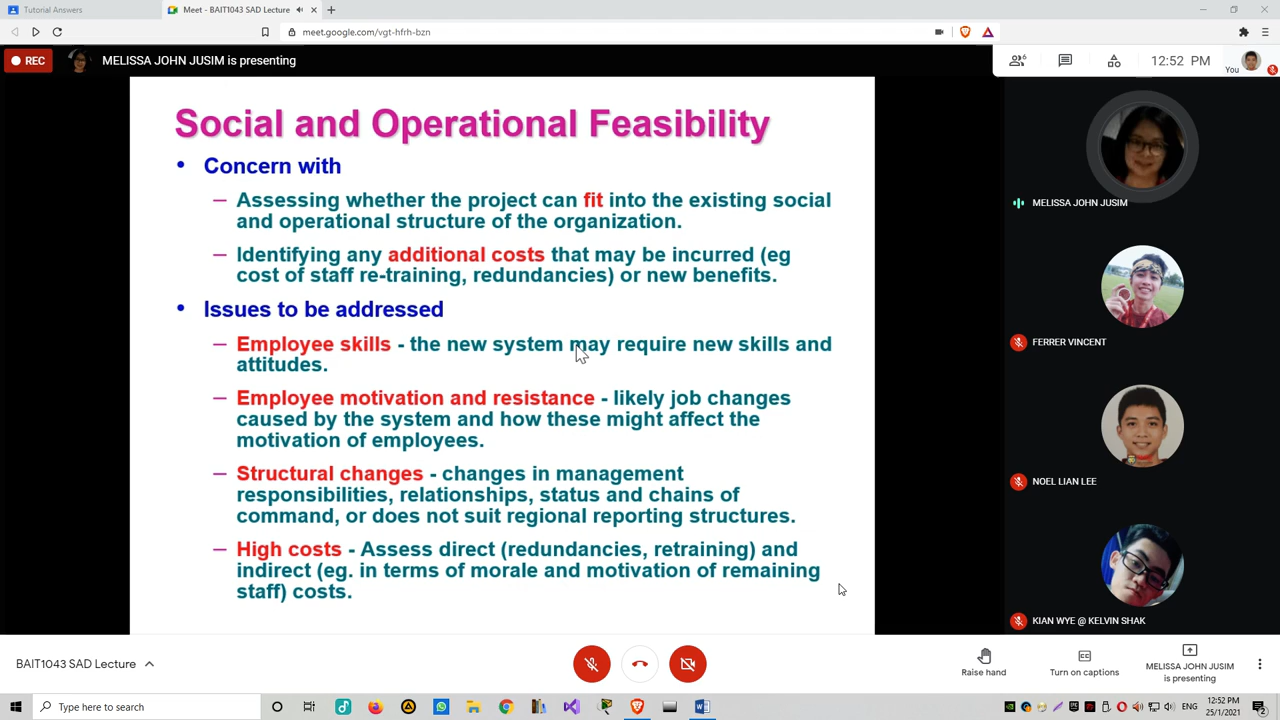 Tutorial Answers
Meet - BAIT1043 SAD Lecture
meet.google.com/vgt-hfrh-bzn
REC
MELISSA JOHN JUSIM is presenting
6
12:52 PM
You
Social and Operational Feasibility
• Concern with
– Assessing whether the project can fit into the existing social
and operational structure of the organization.
– Identifying any additional costs that may be incurred (eg
cost of staff re-training, redundancies) or new benefits.
• Issues to be addressed
– Employee skills - the new system may require new skills and
attitudes.
– Employee motivation and resistance - likely job changes
caused by the system and how these might affect the
motivation of employees.
– Structural changes - changes in management
responsibilities, relationships, status and chains of
command, or does not suit regional reporting structures.
– High costs - Assess direct (redundancies, retraining) and
indirect (eg. in terms of morale and motivation of remaining
staff) costs.
MELISSA JOHN JUSIM
FERRER VINCENT
NOEL LIAN LEE
KIAN WYE @ KELVIN SHAK
BAIT1043 SAD Lecture
Raise hand
Turn on captions
MELISSA JOHN JUSIM
is presenting
Type here to search
ENG
12:52 PM
25/1/2021